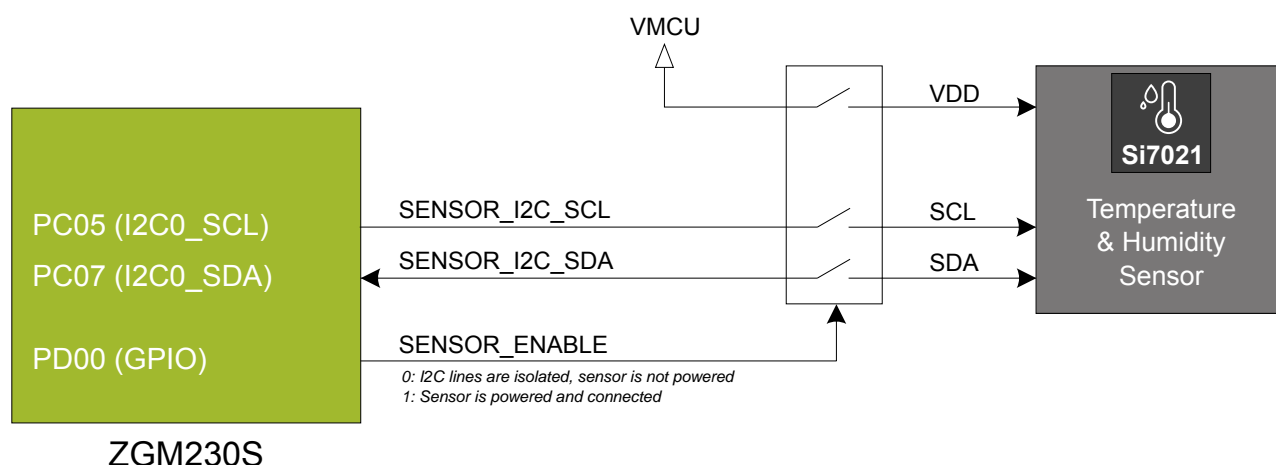 VMCU
VDD
Si7021
PC05 (I2C0_SCL)
SENSOR_I2C_SCL
SCL
Temperature
& Humidity
Sensor
PC07 (I2C0_SDA)
SENSOR_I2C_SDA
SDA
PD00 (GPIO)
SENSOR_ENABLE
0: I2C lines are isolated, sensor is not powered
1: Sensor is powered and connected
ZGM230S